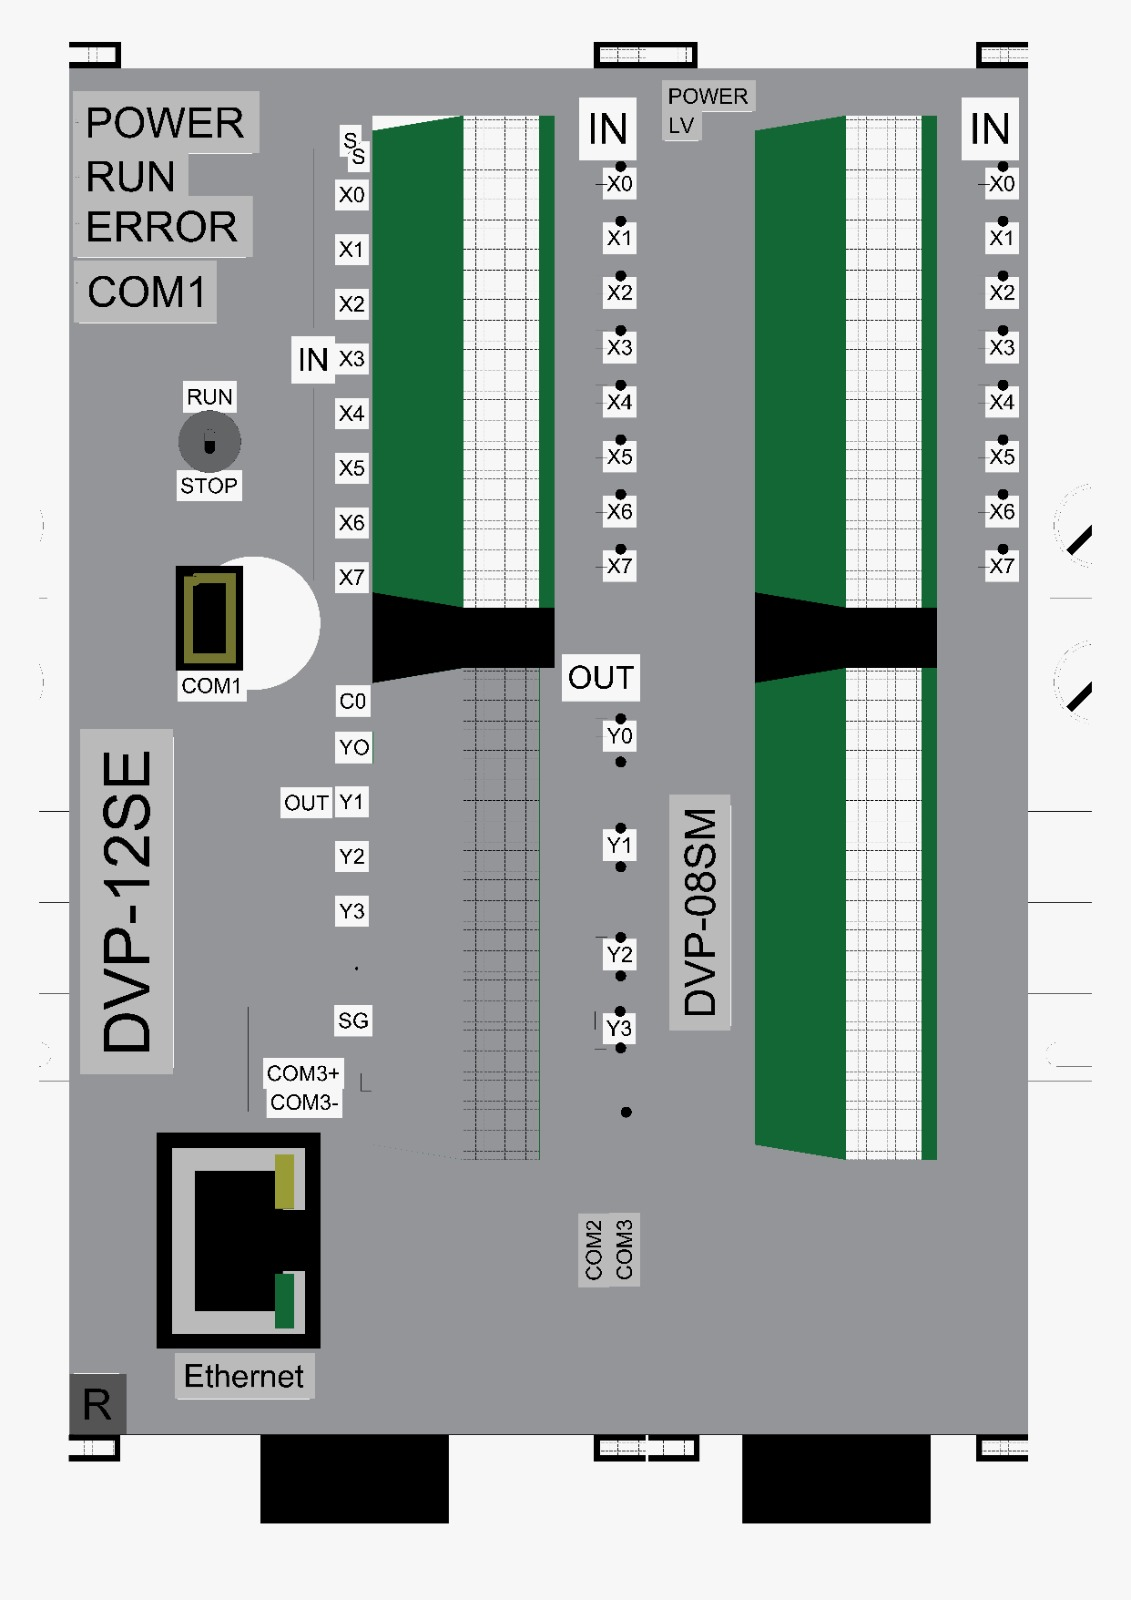 POWER
RUN
ERROR
COM1
RUN
STOP
COM1
DVP-12SE
S
S
X0
X1
X2
IN
X3
X4
X5
X6
X7
C0
YO
OUT
Y1
Y2
Y3
SG
COM3+
COM3-
Ethernet
R
IN
X0
X1
X2
X3
X4
X5
X6
X7
OUT
Y0
Y1
Y2
Y3
COM2
COM3
POWER
LV
DVP-08SM
IN
X0
X1
X2
X3
X4
X5
X6
X7